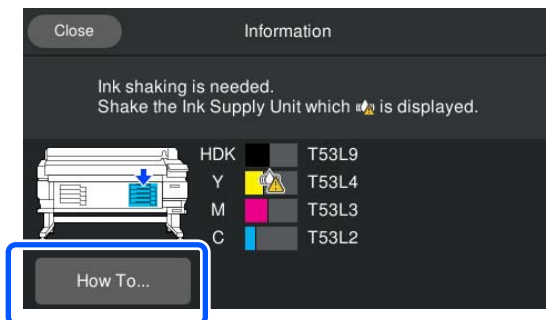 Close
Information
Ink shaking is needed.
Shake the Ink Supply Unit which is displayed.
HDK T53L9
Y T53L4
M T53L3
C T53L2
How To...